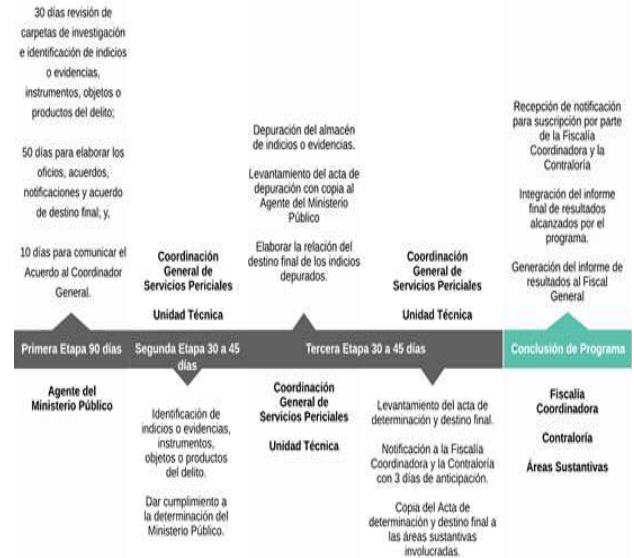 30 días revisión de
carpetas de investigación
e identificación de indicios
o evidencias,
instrumentos, objetos o
productos del delito;
50 días para elaborar los
oficios, acuerdos,
notificaciones y acuerdo
de destino final; y,
10 días para comunicar el
Acuerdo al Coordinador
General.
Primera Etapa 90 días
Agente del
Ministerio Público
Coordinación
General de
Servicios Periciales
Unidad Técnica
Segunda Etapa 30 a 45
días
Identificación de
indicios o evidencias,
instrumentos,
objetos o productos
del delito.
Dar cumplimiento a
la determinación del
Ministerio Público.
Depuración del almacén
de indicios o evidencias.
Levantamiento del acta de
depuración con copia al
Agente del Ministerio
Público
Elaborar la relación del
destino final de los indicios
depurados.
Tercera Etapa 30 a 45 días
Coordinación
General de
Servicios Periciales
Unidad Técnica
Coordinación
General de
Servicios Periciales
Unidad Técnica
Levantamiento del acta de
determinación y destino final.
Notificación a la Fiscalía
Coordinadora y la Contraloría
con 3 días de anticipación.
Copia del Acta de
determinación y destino final a
las áreas sustantivas
involucradas.
Recepción de notificación
para suscripción por parte
de la Fiscalía
Coordinadora y la
Contraloría
Integración del informe
final de resultados
alcanzados por el
programa.
Generación del informe de
resultados al Fiscal
General
Conclusión de Programa
Fiscalía
Coordinadora
Contraloría
Áreas Sustantivas